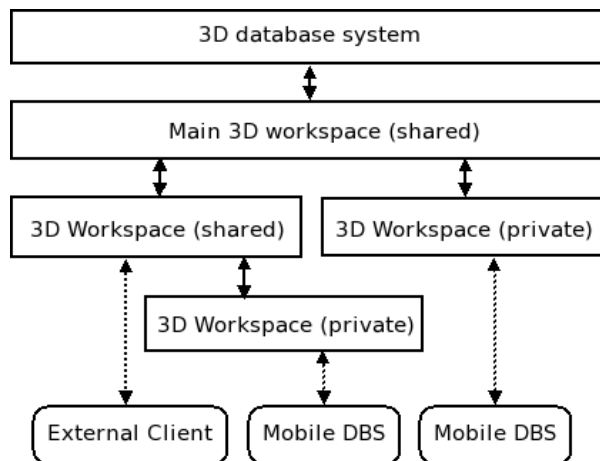 3D database system
Main 3D workspace (shared)
3D Workspace (shared)
3D Workspace (private)
3D Workspace (private)
External Client
Mobile DBS
Mobile DBS